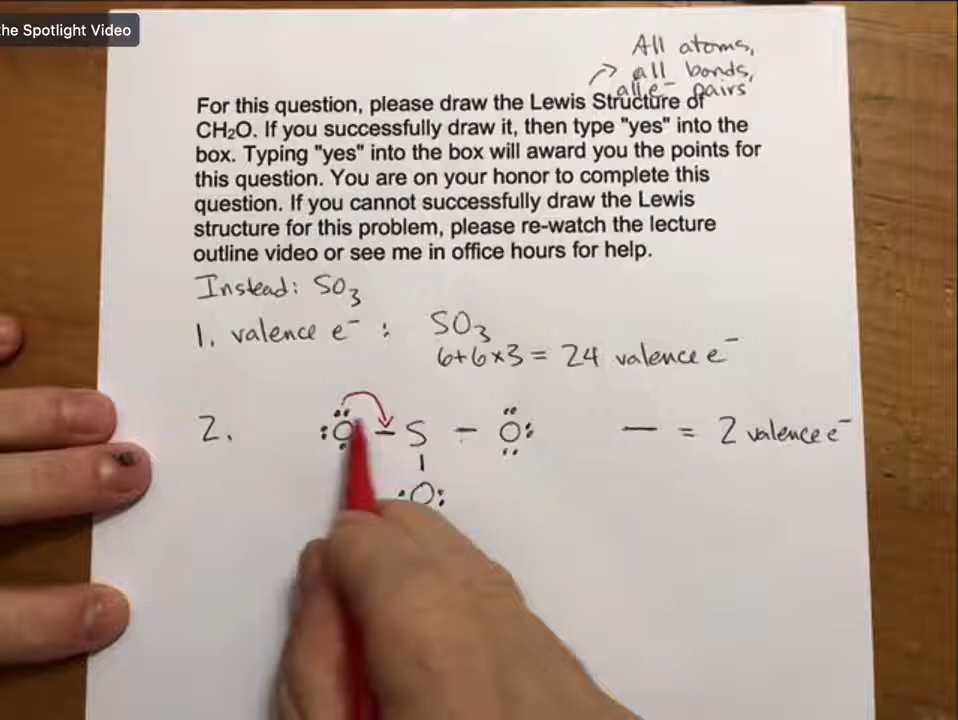 the Spotlight Video
All atoms,
all bonds,
all e⁻ pairs
For this question, please draw the Lewis Structure of
CH₂O. If you successfully draw it, then type "yes" into the
box. Typing "yes" into the box will award you the points for
this question. You are on your honor to complete this
question. If you cannot successfully draw the Lewis
structure for this problem, please re-watch the lecture
outline video or see me in office hours for help.
Instead: SO₃
1. valence e⁻ : SO₃
6+6×3 = 24 valence e⁻
2. :O - S - O: — = 2 valence e⁻
:O: